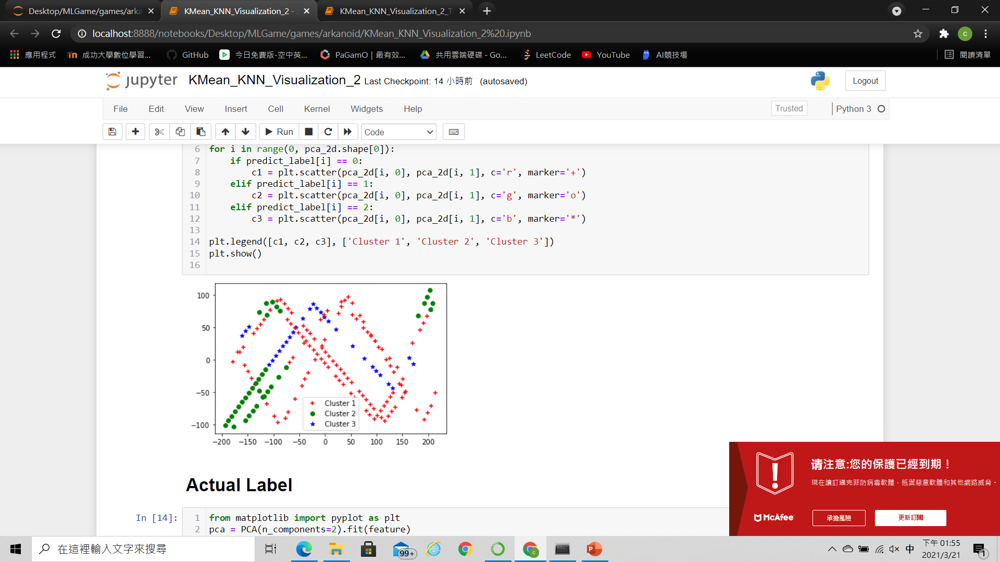 Desktop/MLGame/games/arka
KMean_KNN_Visualization_2 - J
KMean_KNN_Visualization_2_T
localhost:8888/notebooks/Desktop/MLGame/games/arkanoid/KMean_KNN_Visualization_2%20.ipynb
c
應用程式
成功大學數位學習...
GitHub
今日免費版-空中英...
PaGamO | 最有效...
共用雲端硬碟 - Go...
LeetCode
YouTube
AI競技場
閱讀清單
jupyter KMean_KNN_Visualization_2 Last Checkpoint: 14 小時前 (autosaved)
Logout
File Edit View Insert Cell Kernel Widgets Help
Trusted
Python 3
Run
Code
6 for i in range(0, pca_2d.shape[0]):
7 if predict_label[i] == 0:
8 c1 = plt.scatter(pca_2d[i, 0], pca_2d[i, 1], c='r', marker='+')
9 elif predict_label[i] == 1:
10 c2 = plt.scatter(pca_2d[i, 0], pca_2d[i, 1], c='g', marker='o')
11 elif predict_label[i] == 2:
12 c3 = plt.scatter(pca_2d[i, 0], pca_2d[i, 1], c='b', marker='*')
13
14 plt.legend([c1, c2, c3], ['Cluster 1', 'Cluster 2', 'Cluster 3'])
15 plt.show()
16
100
50
0
−50
−100
Cluster 1
Cluster 2
Cluster 3
−200 −150 −100 −50 0 50 100 150 200
Actual Label
In [14]:
1 from matplotlib import pyplot as plt
2 pca = PCA(n_components=2).fit(feature)
请注意:您的保護已經到期！
現在續訂邁克菲防病毒軟體，抵禦惡意軟體和其他網路威脅。
McAfee
承擔風險
更新訂閱
在這裡輸入文字來搜尋
99+
中
下午 01:55
2021/3/21
1